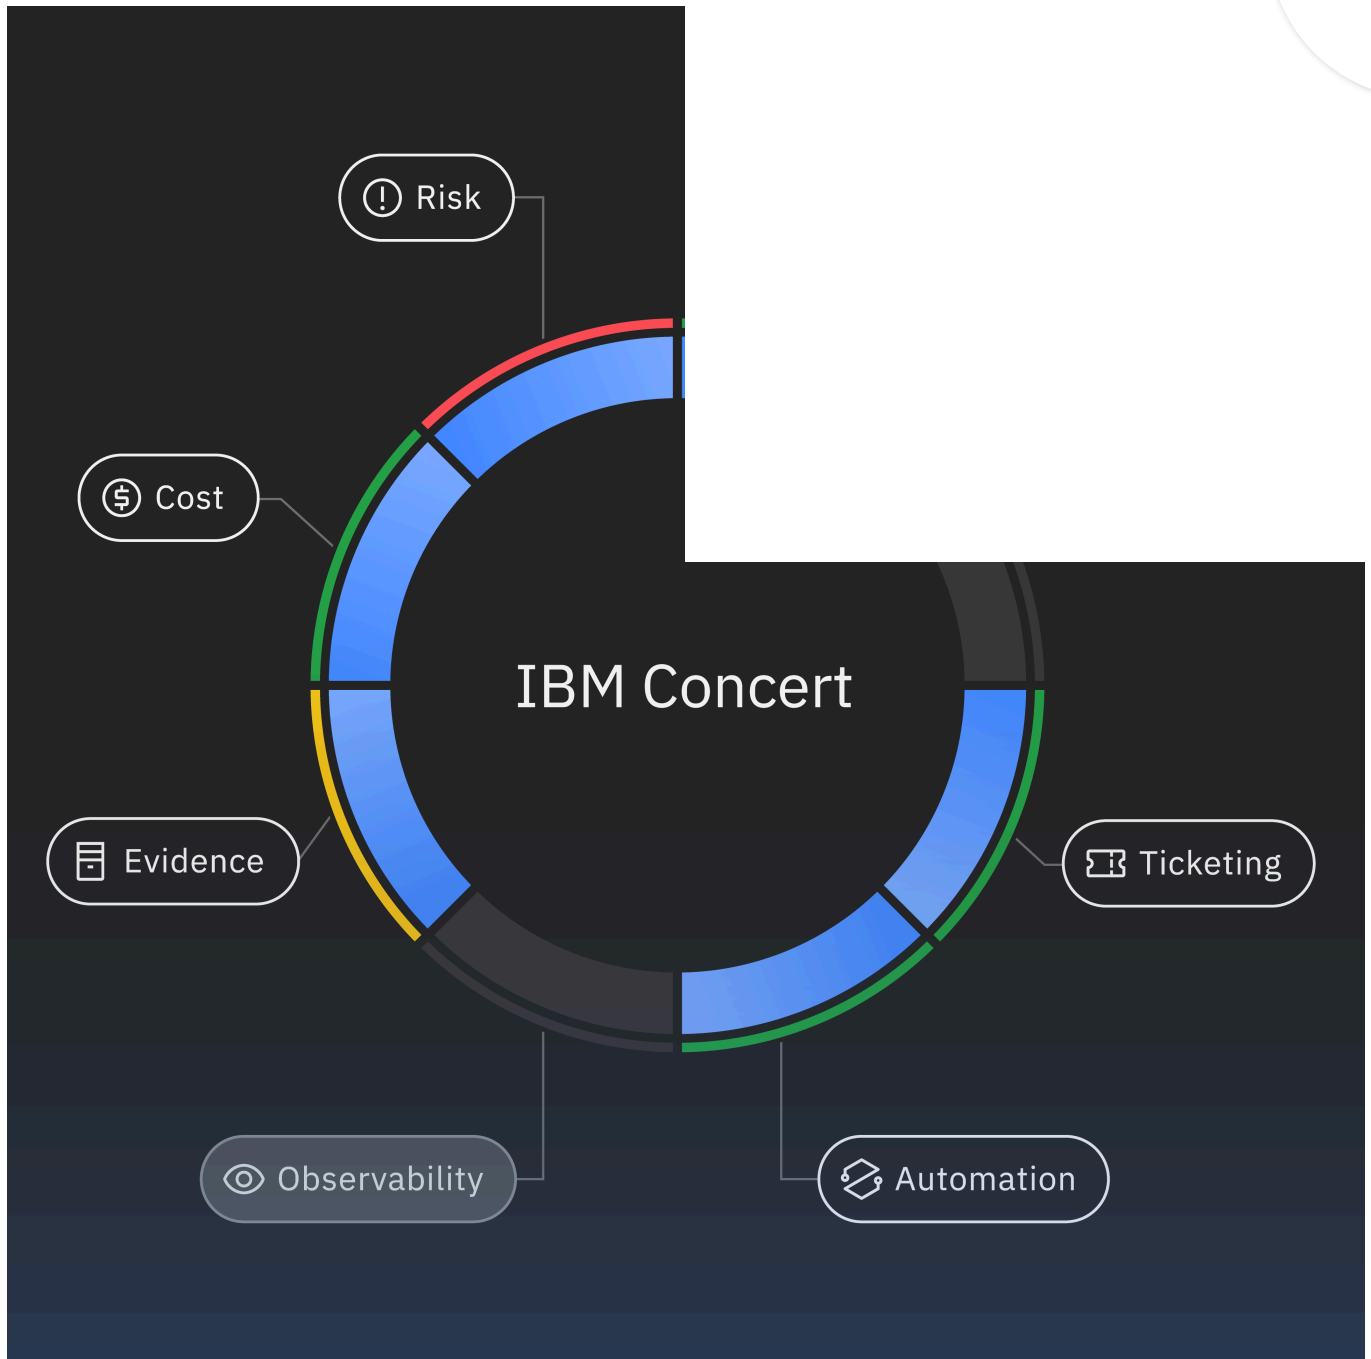 Risk
Cost
IBM Concert
Evidence
Ticketing
Observability
Automation